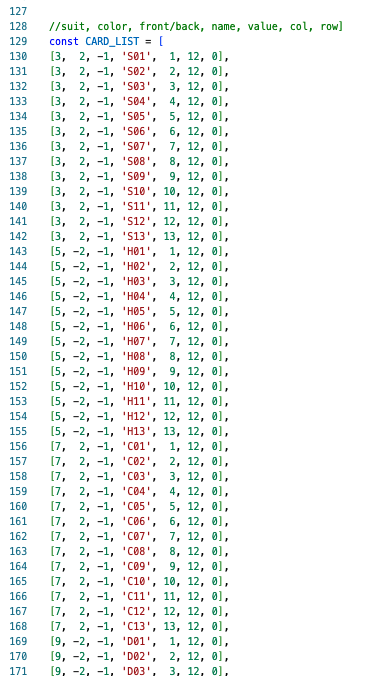 127
128 //suit, color, front/back, name, value, col, row]
129 const CARD_LIST = [
130 [3,  2, -1, 'S01',  1, 12, 0],
131 [3,  2, -1, 'S02',  2, 12, 0],
132 [3,  2, -1, 'S03',  3, 12, 0],
133 [3,  2, -1, 'S04',  4, 12, 0],
134 [3,  2, -1, 'S05',  5, 12, 0],
135 [3,  2, -1, 'S06',  6, 12, 0],
136 [3,  2, -1, 'S07',  7, 12, 0],
137 [3,  2, -1, 'S08',  8, 12, 0],
138 [3,  2, -1, 'S09',  9, 12, 0],
139 [3,  2, -1, 'S10', 10, 12, 0],
140 [3,  2, -1, 'S11', 11, 12, 0],
141 [3,  2, -1, 'S12', 12, 12, 0],
142 [3,  2, -1, 'S13', 13, 12, 0],
143 [5, -2, -1, 'H01',  1, 12, 0],
144 [5, -2, -1, 'H02',  2, 12, 0],
145 [5, -2, -1, 'H03',  3, 12, 0],
146 [5, -2, -1, 'H04',  4, 12, 0],
147 [5, -2, -1, 'H05',  5, 12, 0],
148 [5, -2, -1, 'H06',  6, 12, 0],
149 [5, -2, -1, 'H07',  7, 12, 0],
150 [5, -2, -1, 'H08',  8, 12, 0],
151 [5, -2, -1, 'H09',  9, 12, 0],
152 [5, -2, -1, 'H10', 10, 12, 0],
153 [5, -2, -1, 'H11', 11, 12, 0],
154 [5, -2, -1, 'H12', 12, 12, 0],
155 [5, -2, -1, 'H13', 13, 12, 0],
156 [7,  2, -1, 'C01',  1, 12, 0],
157 [7,  2, -1, 'C02',  2, 12, 0],
158 [7,  2, -1, 'C03',  3, 12, 0],
159 [7,  2, -1, 'C04',  4, 12, 0],
160 [7,  2, -1, 'C05',  5, 12, 0],
161 [7,  2, -1, 'C06',  6, 12, 0],
162 [7,  2, -1, 'C07',  7, 12, 0],
163 [7,  2, -1, 'C08',  8, 12, 0],
164 [7,  2, -1, 'C09',  9, 12, 0],
165 [7,  2, -1, 'C10', 10, 12, 0],
166 [7,  2, -1, 'C11', 11, 12, 0],
167 [7,  2, -1, 'C12', 12, 12, 0],
168 [7,  2, -1, 'C13', 13, 12, 0],
169 [9, -2, -1, 'D01',  1, 12, 0],
170 [9, -2, -1, 'D02',  2, 12, 0],
171 [9, -2, -1, 'D03', 3, 12, 0],